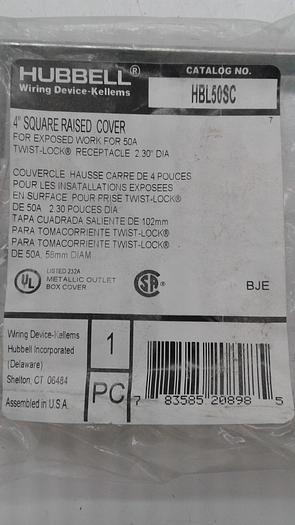 HUBBELL®
Wiring Device-Kellems
CATALOG NO.
HBL50SC
7
4" SQUARE RAISED COVER
FOR EXPOSED WORK FOR 50A
TWIST-LOCK® RECEPTACLE 2.30" DIA
COUVERCLE HAUSSE CARRE DE 4 POUCES
POUR LES INSATALLATIONS EXPOSEES
EN SURFACE POUR PRISE TWIST-LOCK®
DE 50A 2.30 POUCES DIA.
TAPA CUADRADA SALIENTE DE 102mm
PARA TOMACORRIENTE TWIST-LOCK®
PARA TOMACORRIENTE TWIST-LOCK®
DE 50A, 58mm DIAM
UL
LISTED 232A
METALLIC OUTLET
BOX COVER
SA
BJE
Wiring Device-Kellems
Hubbell Incorporated
(Delaware)
Shelton, CT 06484
Assembled in U.S.A.
1
PC
7 83585 20898 5